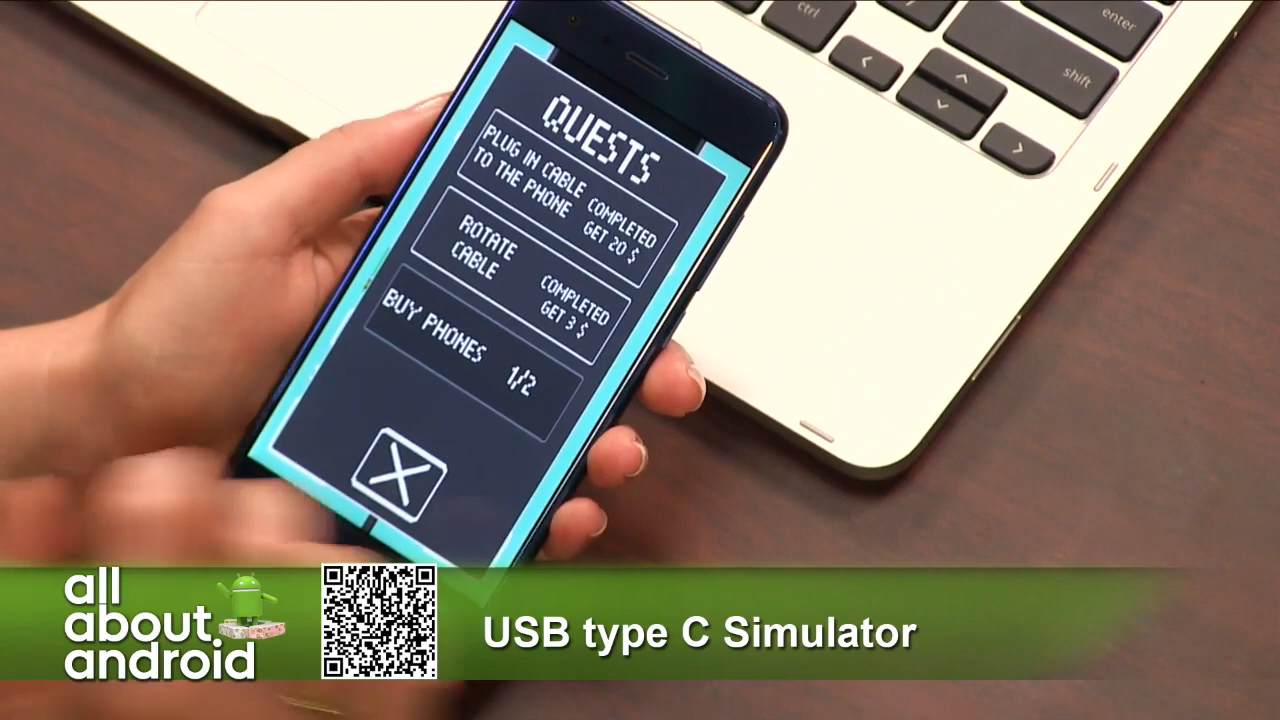 ctrl
enter
shift
QUESTS
PLUG IN CABLE
TO THE PHONE
COMPLETED
GET 20 $
ROTATE
CABLE
COMPLETED
GET 3 $
BUY PHONES
1/2
X
all
about
android
USB type C Simulator